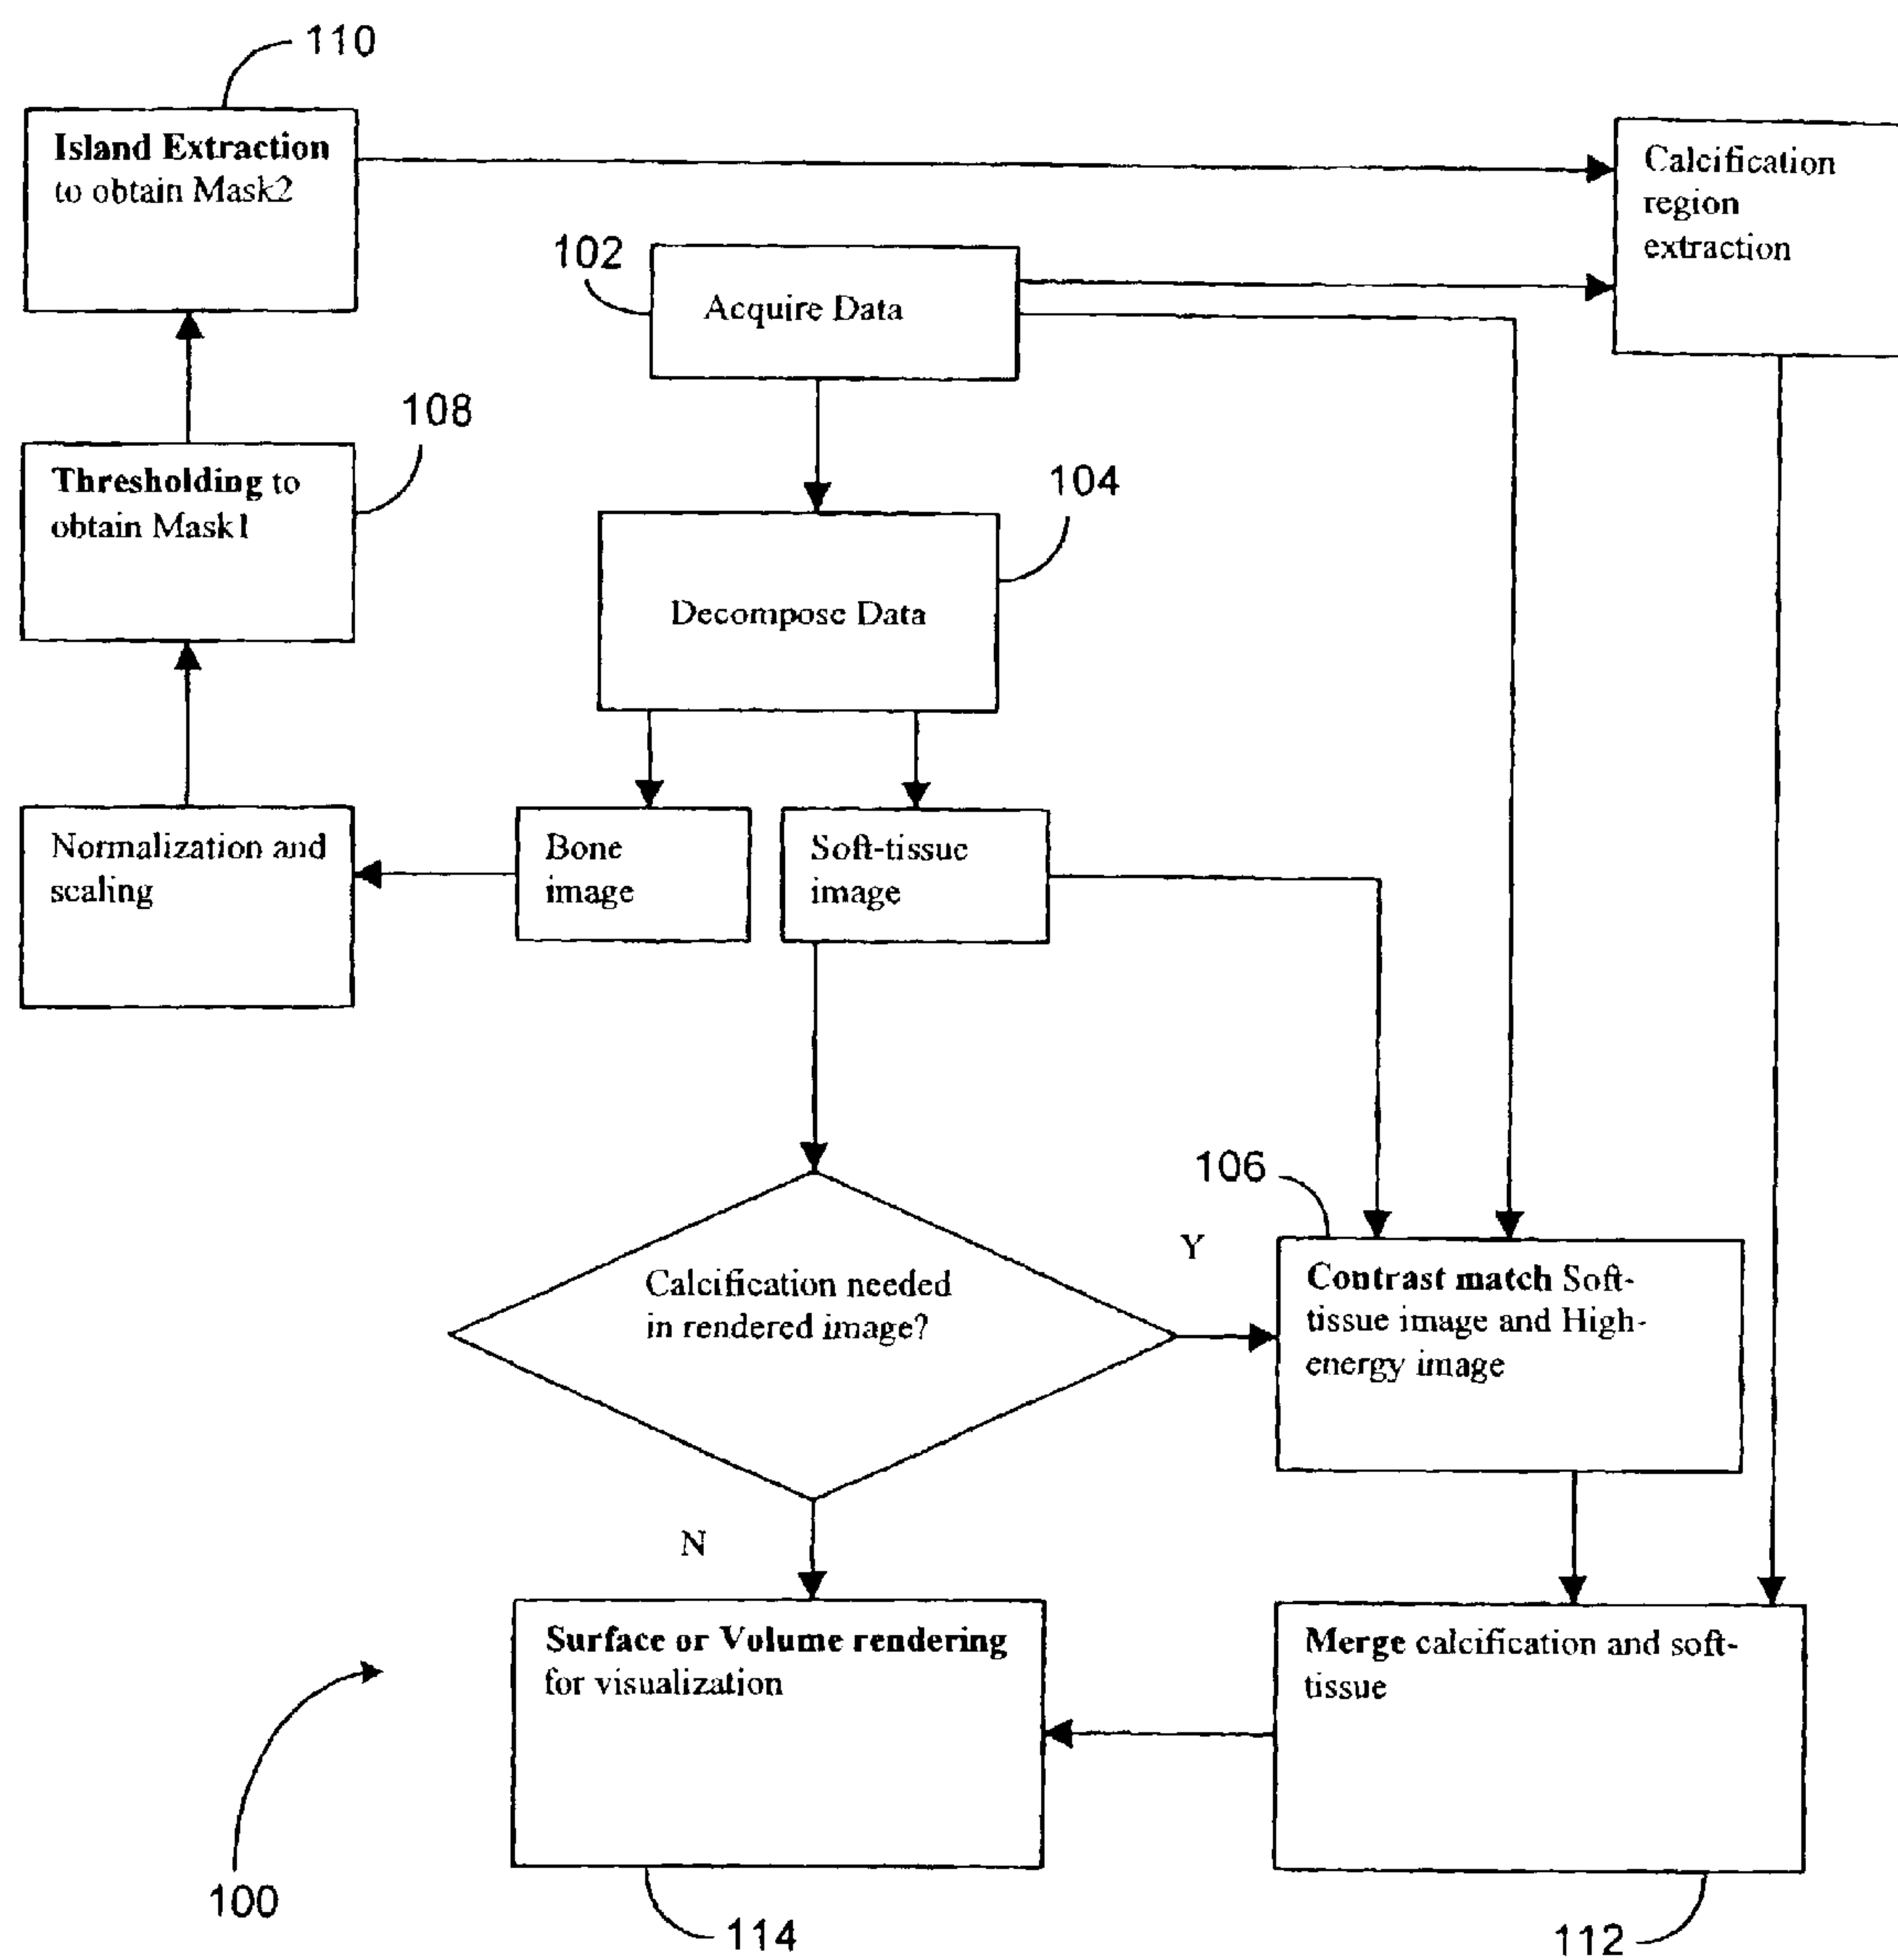 110
Island Extraction
to obtain Mask2
Calcification
region
extraction
102
Acquire Data
108
Thresholding to
obtain Mask1
104
Decompose Data
Normalization and
scaling
Bone
image
Soft-tissue
image
106
Y
Calcification needed
in rendered image?
Contrast match Soft-
tissue image and High-
energy image
N
Surface or Volume rendering
for visualization
Merge calcification and soft-
tissue
100
114
112